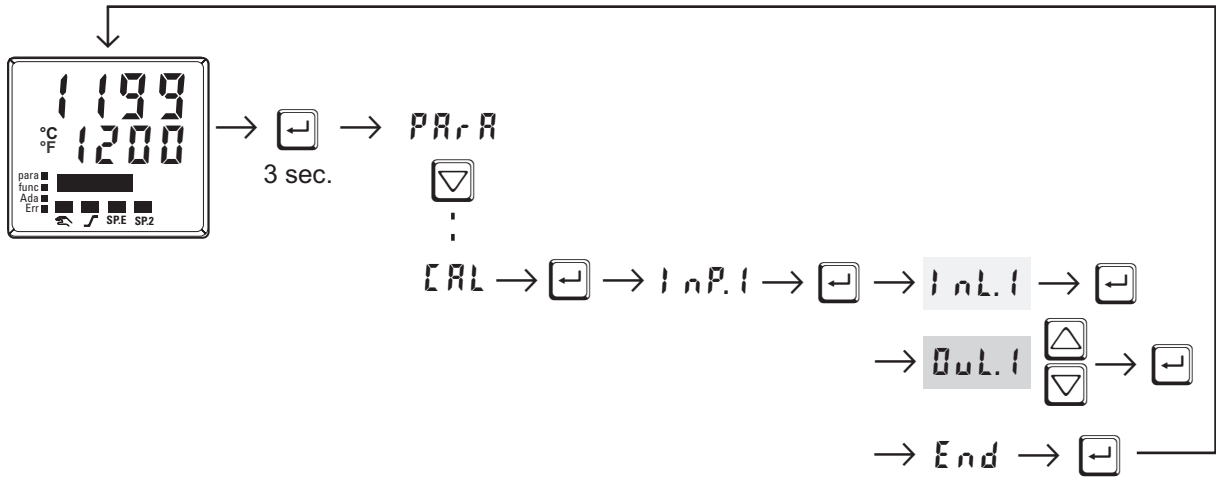 1199
°C
°F
1200
para
func
Ada
Err
SP.E SP.2
3 sec.
PArA
CAL
InP.1
InL.1
OuL.1
End